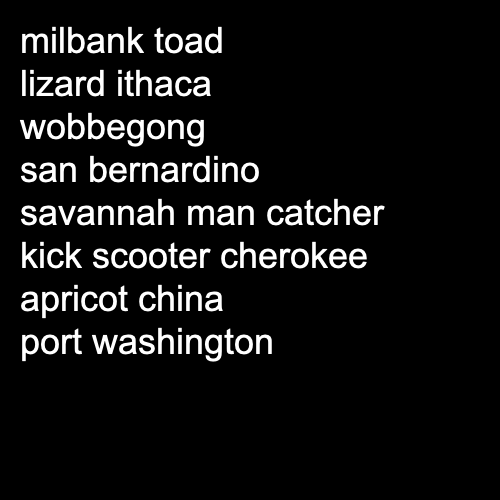 milbank toad
lizard ithaca
wobbegong
san bernardino
savannah man catcher
kick scooter cherokee
apricot china
port washington